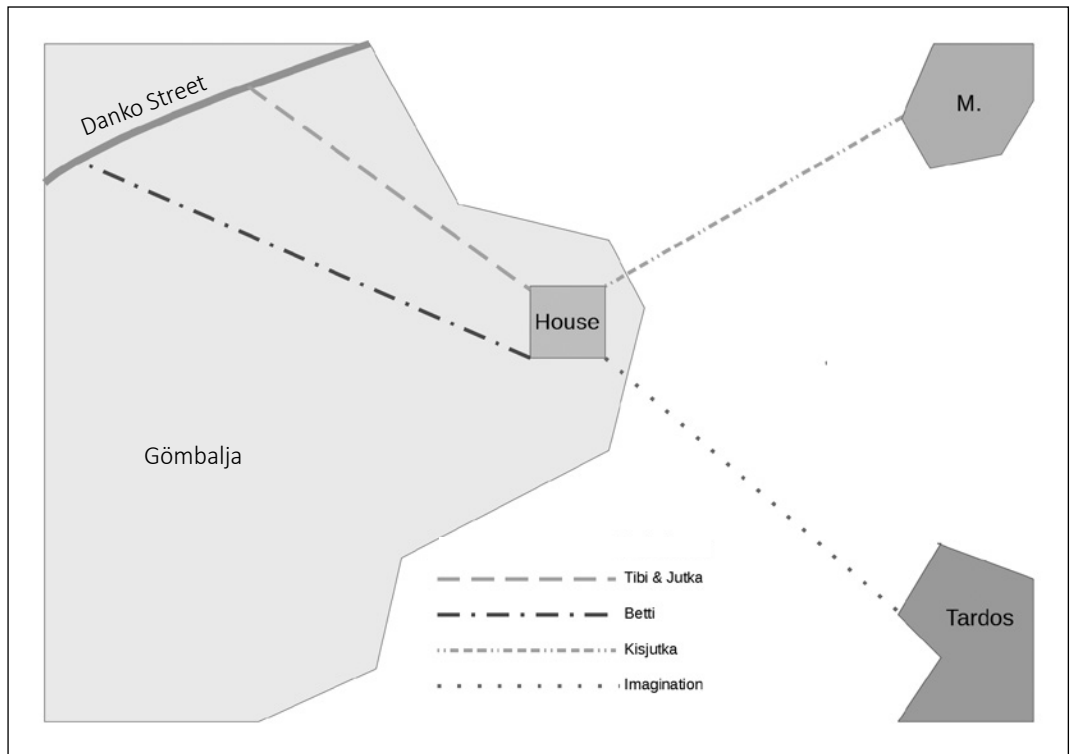 Danko Street
M.
House
Gömbalja
Tardos
Tibi & Jutka
Betti
Kisjutka
Imagination